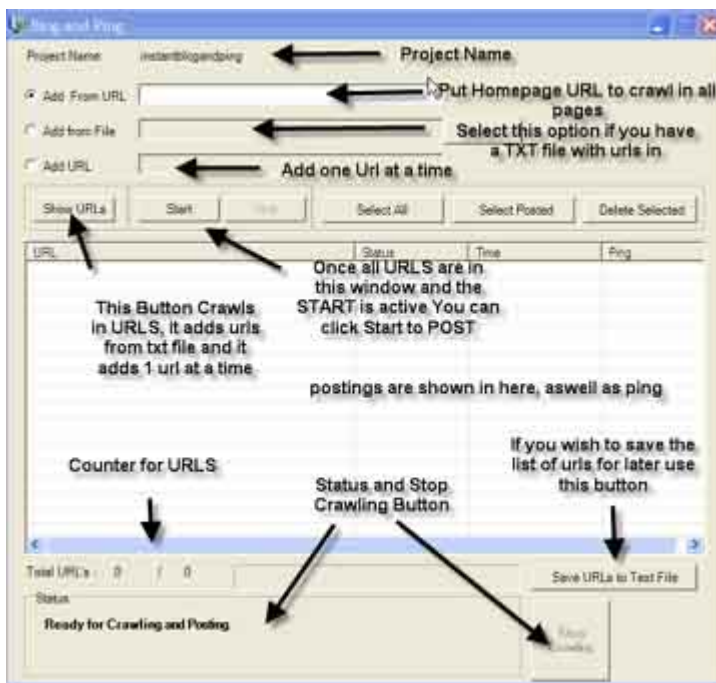 Project Name instantblogandping Project Name
Add From URL
Put Homepage URL to crawl in all
pages
Add from File
Select this option if you have
a TXT file with urls in
Add URL
Add one Url at a time
Show URLs Start Select All Select Posted Delete Selected
URL Status Time Ping
Once all URLS are in
this window and the
START is active You can
click Start to POST
This Button Crawls
in URLS, it adds urls
from txt file and it
adds 1 url at a time
postings are shown in here, aswell as ping
If you wish to save the
list of urls for later use
this button
Counter for URLS
Status and Stop
Crawling Button
Total URL's : 0 / 0
Save URLs to Text File
Status
Ready for Crawling and Posting
Stop
Crawling